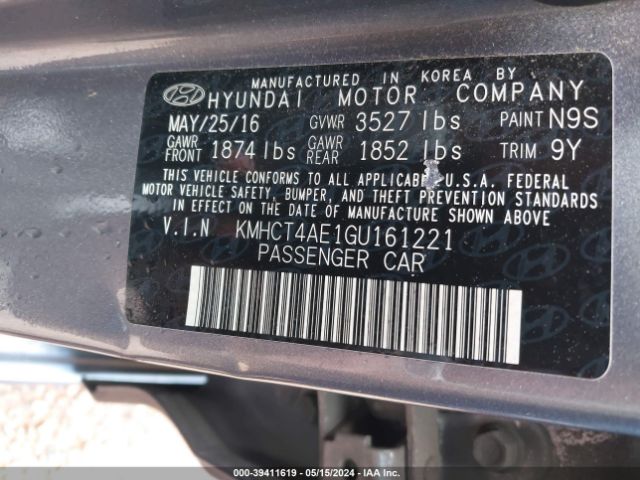 MANUFACTURED IN KOREA BY
HYUNDAI MOTOR COMPANY
MAY/25/16 GVWR 3527 lbs PAINT N9S
GAWR FRONT 1874 lbs GAWR REAR 1852 lbs TRIM 9Y
THIS VEHICLE CONFORMS TO ALL APPLICABLE U.S.A. FEDERAL
MOTOR VEHICLE SAFETY, BUMPER, AND THEFT PREVENTION STANDARDS
IN EFFECT ON THE DATE OF MANUFACTURE SHOWN ABOVE
V.I.N KMHCT4AE1GU161221
PASSENGER CAR
000-39411619 - 05/15/2024 - IAA Inc.